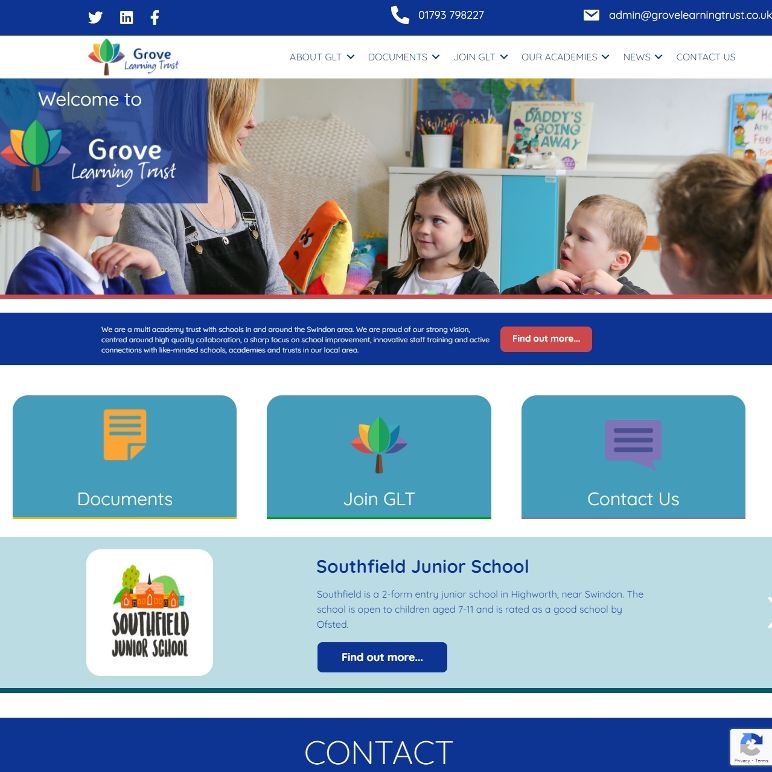 01793 798227
admin@grovelearningtrust.co.uk
Grove
Learning Trust
ABOUT GLT
DOCUMENTS
JOIN GLT
OUR ACADEMIES
NEWS
CONTACT US
Welcome to
Grove
Learning Trust
DADDY'S
GOING
AWAY
We are a multi academy trust with schools in and around the Swindon area. We are proud of our strong vision,
centred around high quality collaboration, a sharp focus on school improvement, innovative staff training and active
connections with like-minded schools, academies and trusts in our local area.
Find out more...
Documents
Join GLT
Contact Us
SOUTHFIELD
JUNIOR SCHOOL
Southfield Junior School
Southfield is a 2-form entry junior school in Highworth, near Swindon. The
school is open to children aged 7-11 and is rated as a good school by
Ofsted.
Find out more...
CONTACT
Privacy - Terms